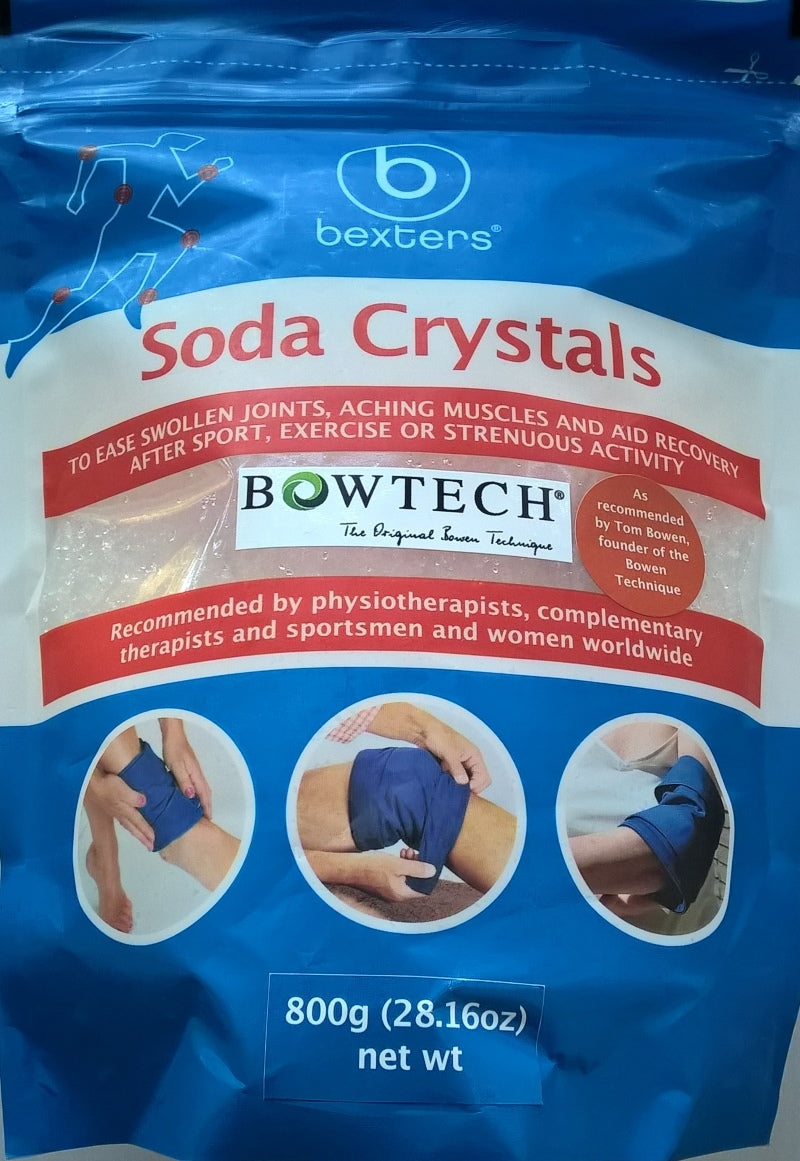 b
bexters®
Soda Crystals
TO EASE SWOLLEN JOINTS, ACHING MUSCLES AND AID RECOVERY
AFTER SPORT, EXERCISE OR STRENUOUS ACTIVITY
BOWTECH®
The Original Bowen Technique
As
recommended
by Tom Bowen,
founder of the
Bowen
Technique
Recommended by physiotherapists, complementary
therapists and sportsmen and women worldwide
800g (28.16oz)
net wt